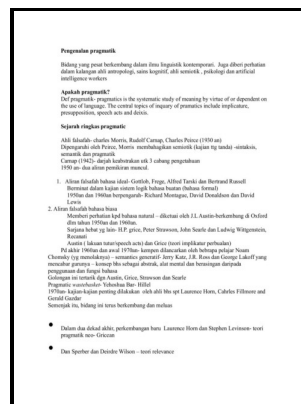 Pengenalan pragmatik
Bidang yang pesat berkembang dalam ilmu linguistik kontemporari. Juga diberi perhatian
dalam kalangan ahli antropologi, sains kognitif, ahli semiotik , psikologi dan artificial
intelligence workers
Apakah pragmatik?
Def pragmatik- pragmatics is the systematic study of meaning by virtue of or dependent on
the use of language. The central topics of inquary of pramatics include implicature,
presupposition, speech acts and deixis.
Sejarah ringkas pragmatic
Ahli falsafah- charles Morris, Rudolf Carnap, Charles Peirce (1930 an)
Dipengaruhi oleh Peirce, Morris membahagikan semiotik (kajian ttg tanda) -sintaksis,
semantik dan pragmatik
Carnap (1942)- darjah keabstrakan utk 3 cabang pengetahuan
1950 an- dua aliran pemikiran muncul.
1. Aliran falsafah bahasa ideal- Gottlob, Frege, Alfred Tarski dan Bertrand Russell
Berminat dalam kajian sistem logik bahasa buatan (bahasa formal)
1950an dan 1960an berpengaruh- Richard Montague, David Donaldson dan David
Lewis
2. Aliran falsafah bahasa biasa
Memberi perhatian kpd bahasa natural – diketuai oleh J.L Austin-berkembang di Oxford
dlm tahun 1950an dan 1960an.
Sarjana hebat yg lain- H.P. grice, Peter Strawson, John Searle dan Ludwig Wittgenstein,
Recanati
Austin ( lakuan tutur/speech acts) dan Grice (teori implikatur perbualan)
Pd akhir 1960an dan awal 1970an- kempen dilancarkan oleh bebrapa pelajar Noam
Chomsky (yg menolaknya) – semantics generatif- Jerry Katz, J.R. Ross dan George Lakoff yang
mencabar gurunya – konsep bhs sebagai abstrak, alat mental dan berasingan daripada
penggunaan dan fungsi bahasa
Golongan ini tertarik dgn Austin, Grice, Strawson dan Searle
Pragmatic wastebasket- Yehoshua Bar- Hillel
1970an- kajian-kajian penting dilakukan oleh ahli bhs spt Laurence Horn, Cahrles Fillmore and
Gerald Gazdar
Semenjak itu, bidang ini terus berkembang dan meluas
• Dalam dua dekad akhir, perkembangan baru Laurence Horn dan Stephen Levinson- teori
pragmatik neo- Gricean
• Dan Sperber dan Deirdre Wilson – teori relevance